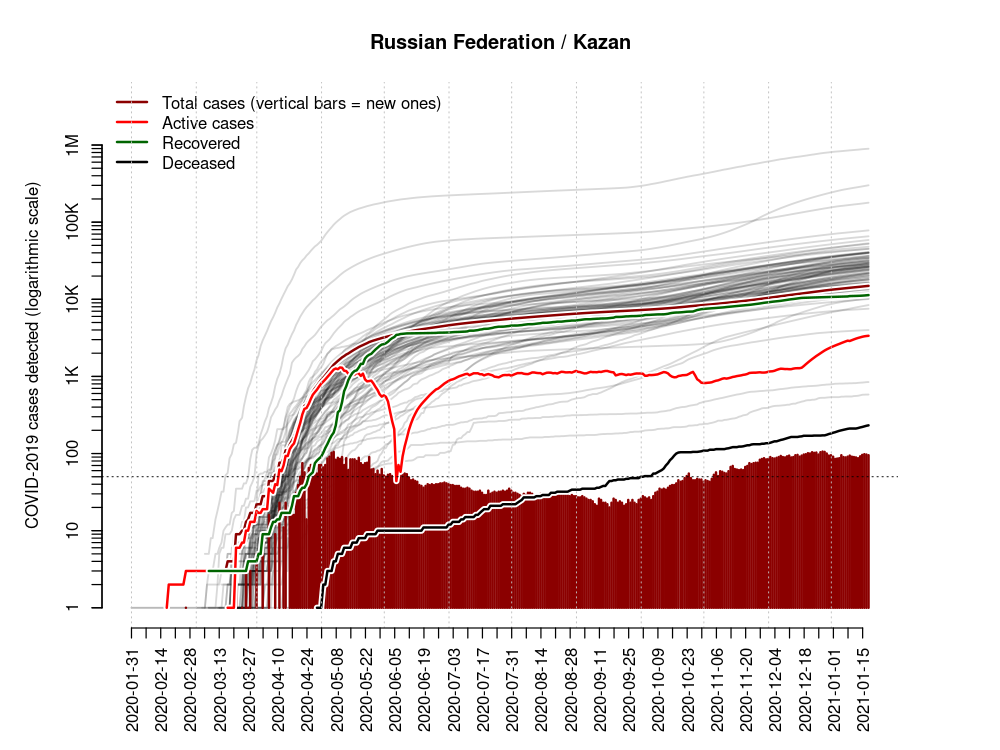 Russian Federation / Kazan
Total cases (vertical bars = new ones)
Active cases
Recovered
Deceased
COVID-2019 cases detected (logarithmic scale)
1M
100K
10K
1K
100
10
1
2020-01-31
2020-02-14
2020-02-28
2020-03-13
2020-03-27
2020-04-10
2020-04-24
2020-05-08
2020-05-22
2020-06-05
2020-06-19
2020-07-03
2020-07-17
2020-07-31
2020-08-14
2020-08-28
2020-09-11
2020-09-25
2020-10-09
2020-10-23
2020-11-06
2020-11-20
2020-12-04
2020-12-18
2021-01-01
2021-01-15